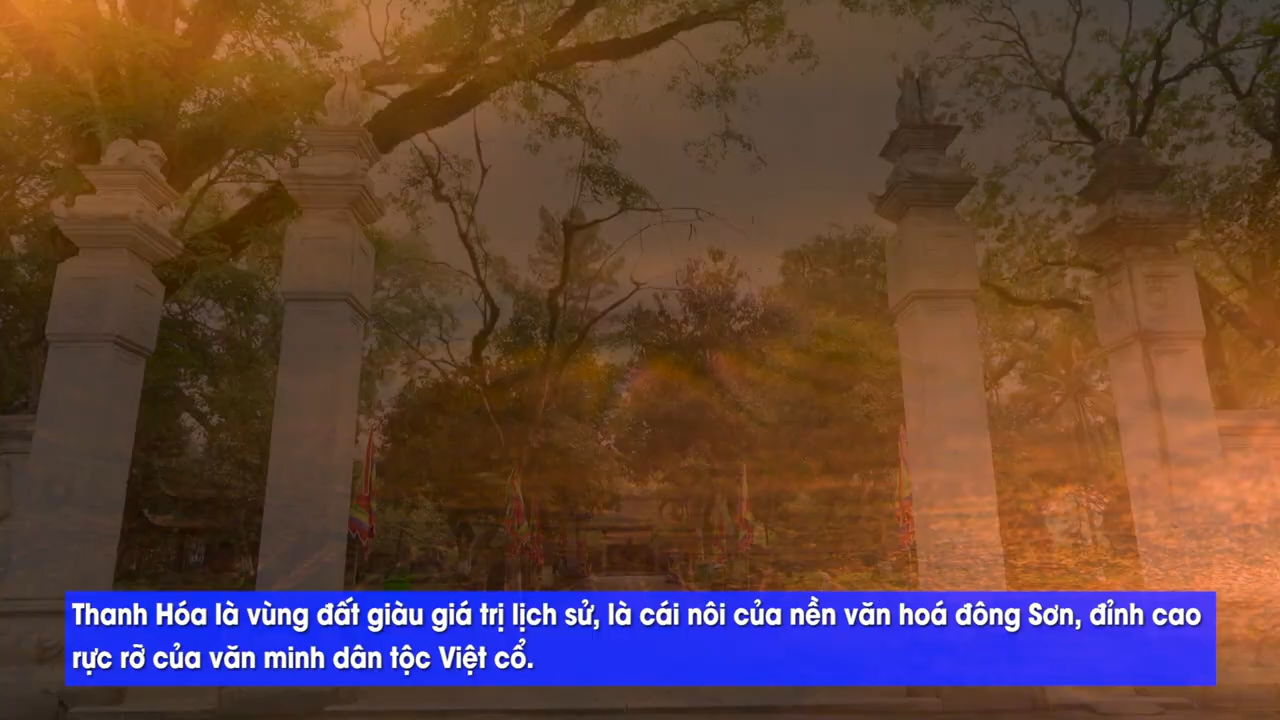 Thanh Hóa là vùng đất giàu giá trị lịch sử, là cái nôi của nền văn hoá đông Sơn, đỉnh cao
rực rỡ của văn minh dân tộc Việt cổ.